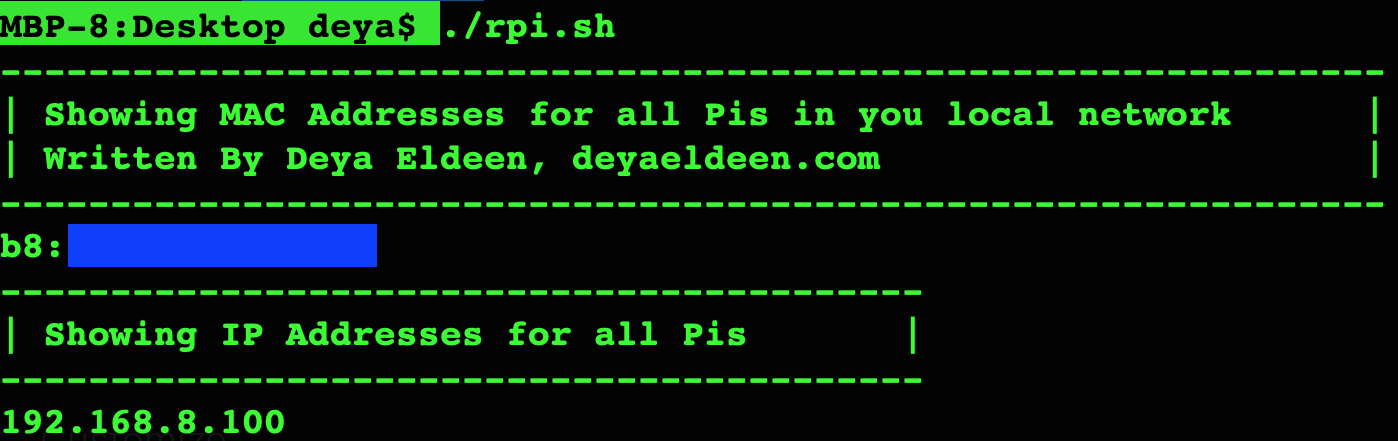 MBP-8:Desktop deya$ ./rpi.sh
--------------------------------------------------------------
| Showing MAC Addresses for all Pis in you local network      |
| Written By Deya Eldeen, deyaeldeen.com                      |
--------------------------------------------------------------
b8:
------------------------------------------
| Showing IP Addresses for all Pis       |
------------------------------------------
192.168.8.100